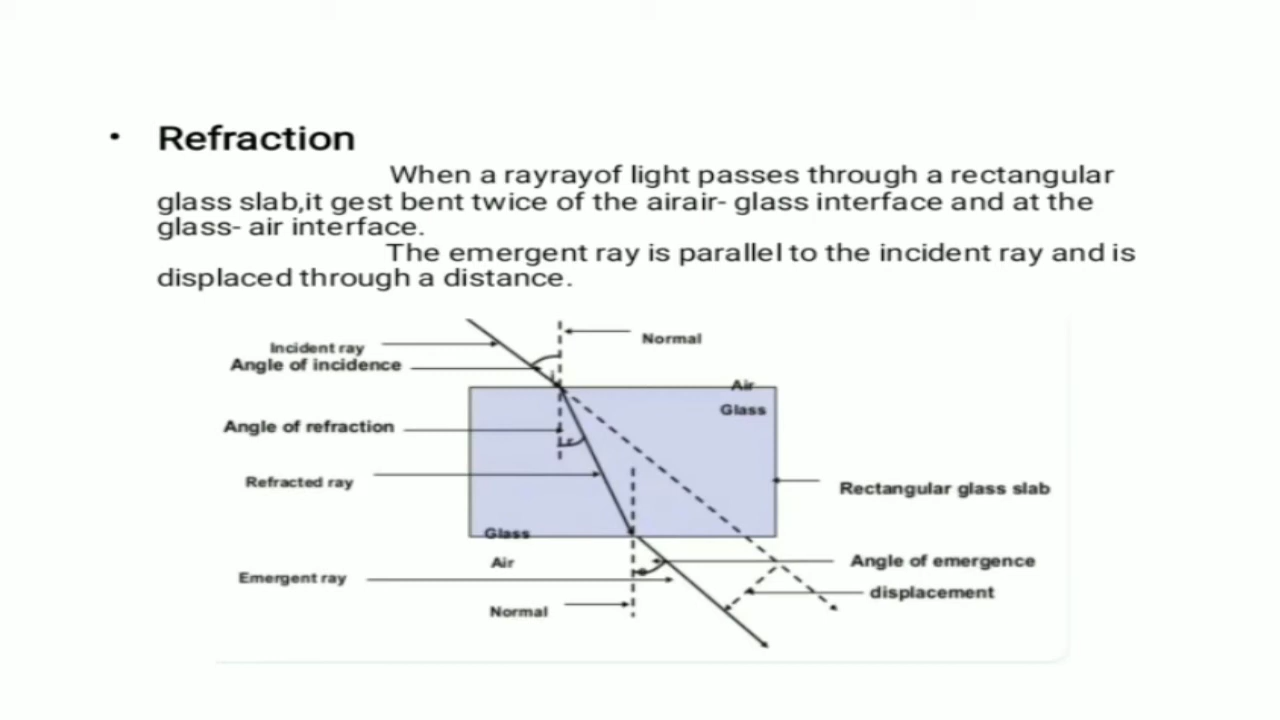 • Refraction
When a rayrayof light passes through a rectangular
glass slab,it gest bent twice of the airair- glass interface and at the
glass- air interface.
The emergent ray is parallel to the incident ray and is
displaced through a distance.
Normal
Incident ray
Angle of incidence
i
Air
Glass
Angle of refraction
r
Refracted ray
Rectangular glass slab
Glass
Air
Angle of emergence
Emergent ray
displacement
Normal